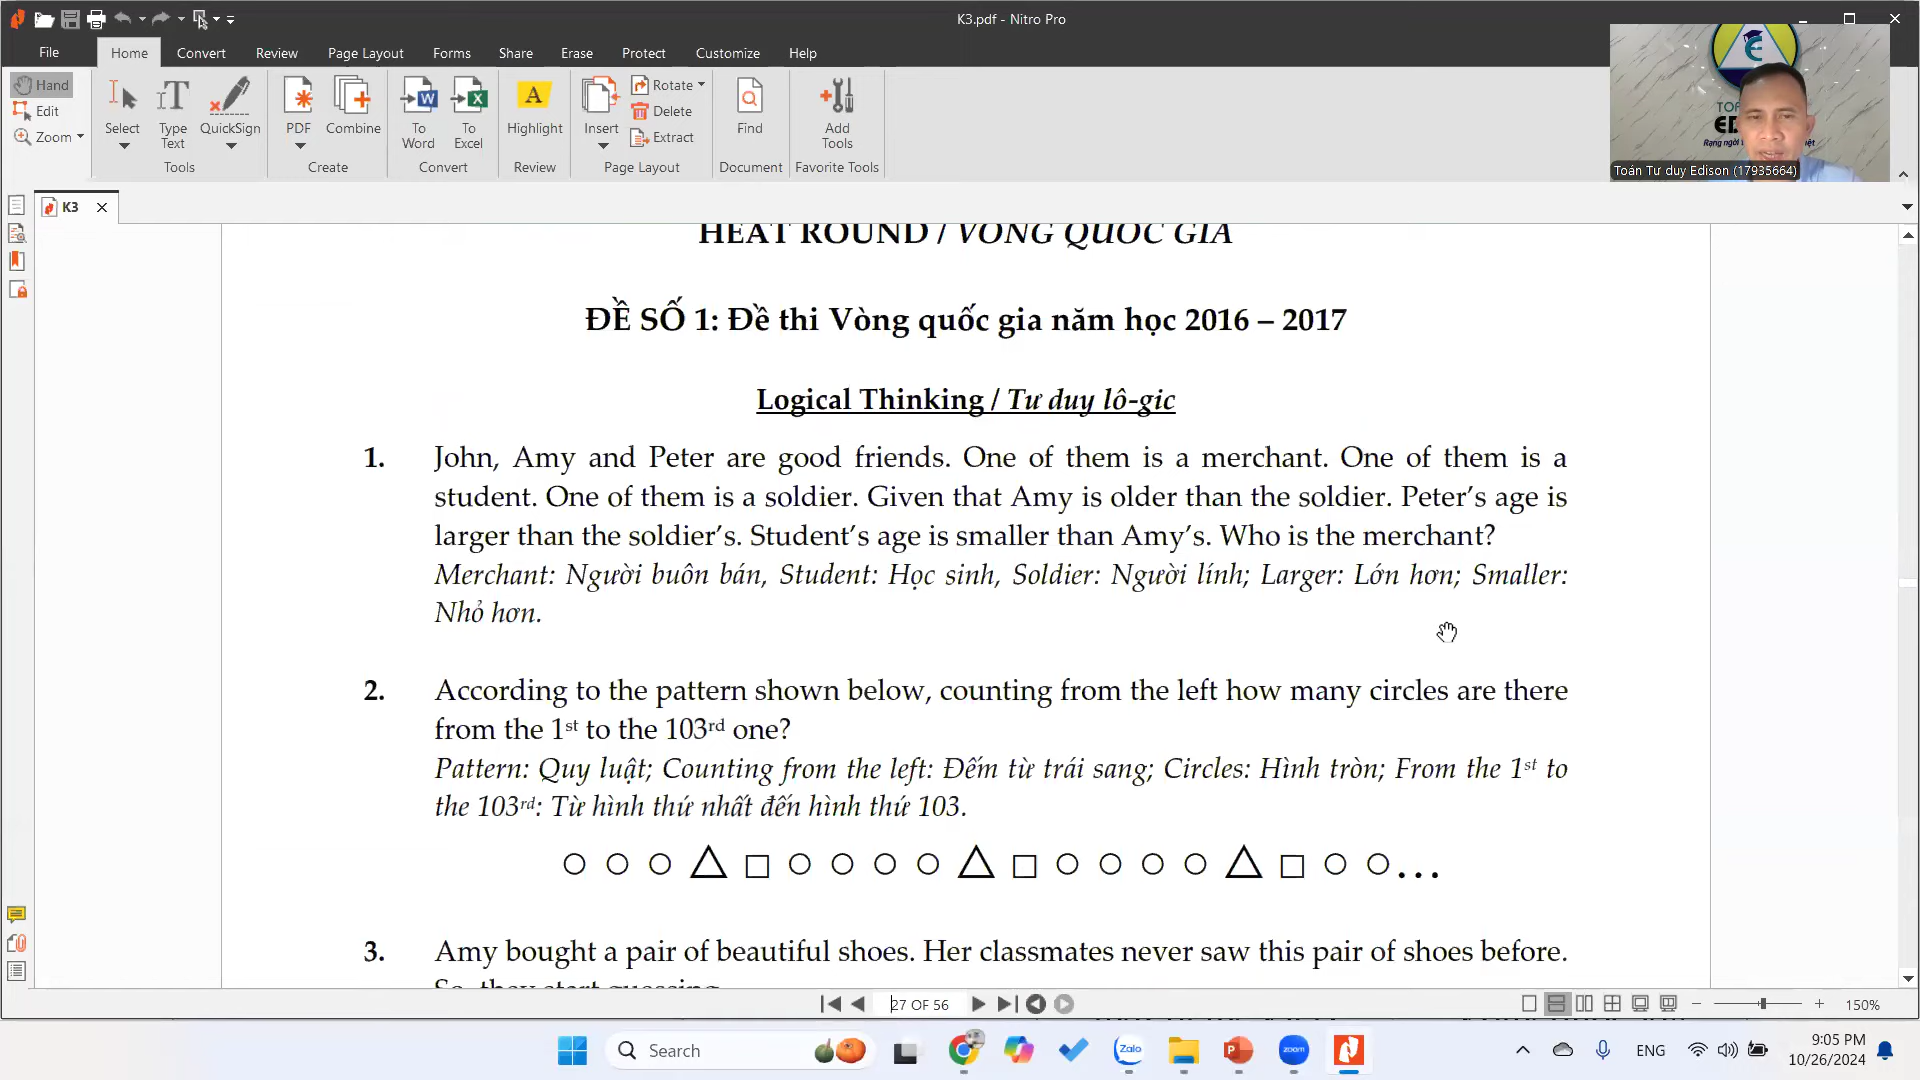 K3.pdf - Nitro Pro
File Home Convert Review Page Layout Forms Share Erase Protect Customize Help
Hand
Edit
Zoom
Select
Type Text
QuickSign
Tools
PDF
Combine
Create
To Word
To Excel
Convert
Highlight
Review
Insert
Rotate
Delete
Extract
Page Layout
Find
Document
Add Tools
Favorite Tools
Toán Tư duy Edison (17935664)
K3
HEAT ROUND / VÒNG QUỐC GIA
ĐỀ SỐ 1: Đề thi Vòng quốc gia năm học 2016 – 2017
Logical Thinking / Tư duy lô-gic
1. John, Amy and Peter are good friends. One of them is a merchant. One of them is a
student. One of them is a soldier. Given that Amy is older than the soldier. Peter’s age is
larger than the soldier’s. Student’s age is smaller than Amy’s. Who is the merchant?
Merchant: Người buôn bán, Student: Học sinh, Soldier: Người lính; Larger: Lớn hơn; Smaller:
Nhỏ hơn.
2. According to the pattern shown below, counting from the left how many circles are there
from the 1st to the 103rd one?
Pattern: Quy luật; Counting from the left: Đếm từ trái sang; Circles: Hình tròn; From the 1st to
the 103rd: Từ hình thứ nhất đến hình thứ 103.
○ ○ ○ △ □ ○ ○ ○ ○ △ □ ○ ○ ○ ○ △ □ ○ ○ ...
3. Amy bought a pair of beautiful shoes. Her classmates never saw this pair of shoes before.
So, they start guessing
27 OF 56
150%
Search
Zalo
zoom
ENG
9:05 PM
10/26/2024